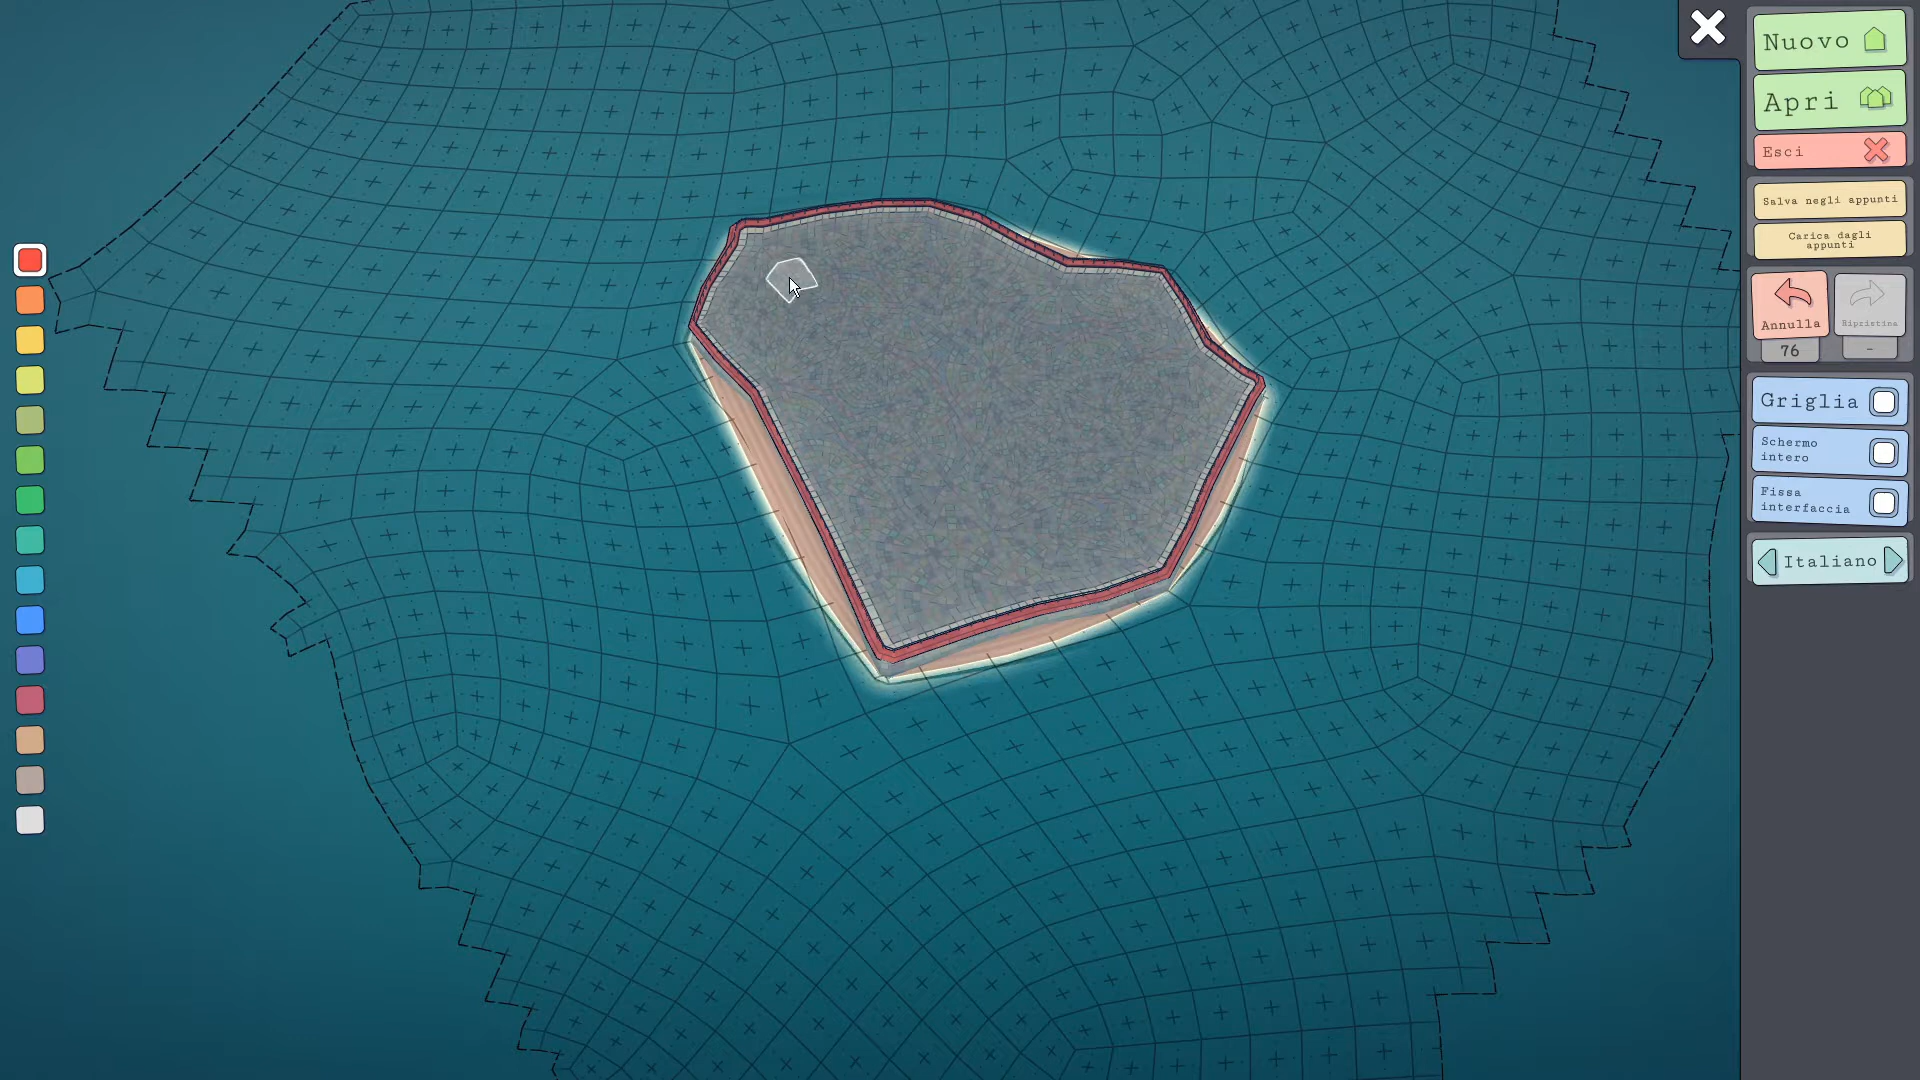 Nuovo
Apri
Esci
Salva negli appunti
Carica dagli
appunti
Annulla
Ripristina
76
-
Griglia
Schermo
intero
Fissa
interfaccia
Italiano